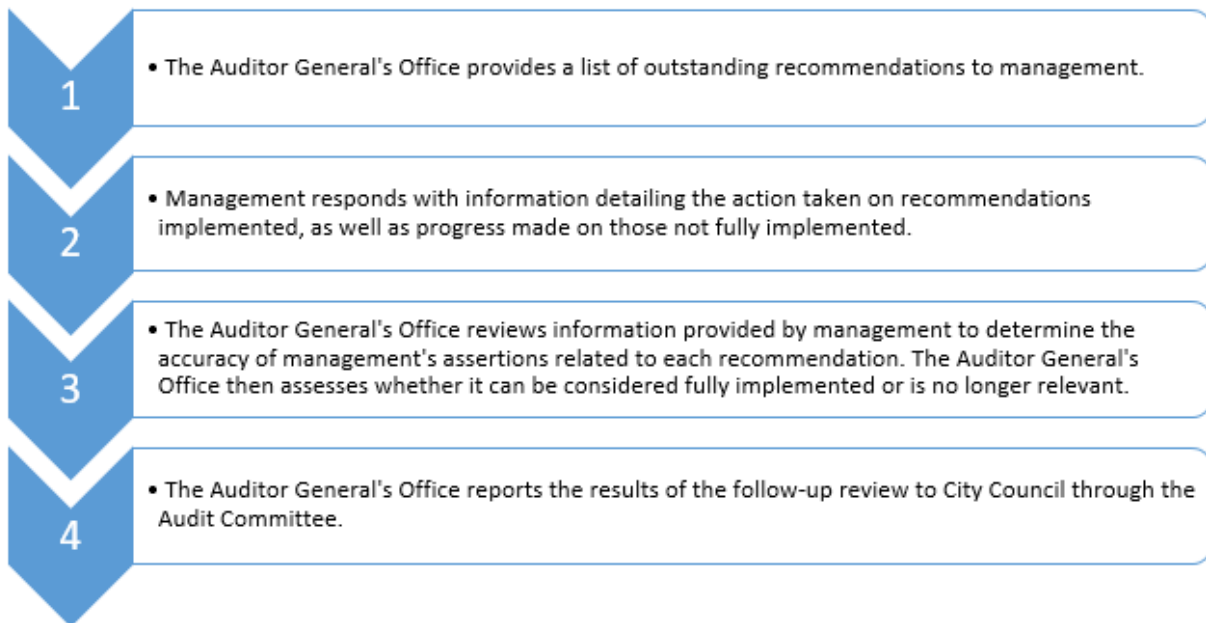 1
• The Auditor General's Office provides a list of outstanding recommendations to management.
2
• Management responds with information detailing the action taken on recommendations
implemented, as well as progress made on those not fully implemented.
3
• The Auditor General's Office reviews information provided by management to determine the
accuracy of management's assertions related to each recommendation. The Auditor General's
Office then assesses whether it can be considered fully implemented or is no longer relevant.
4
• The Auditor General's Office reports the results of the follow-up review to City Council through the
Audit Committee.